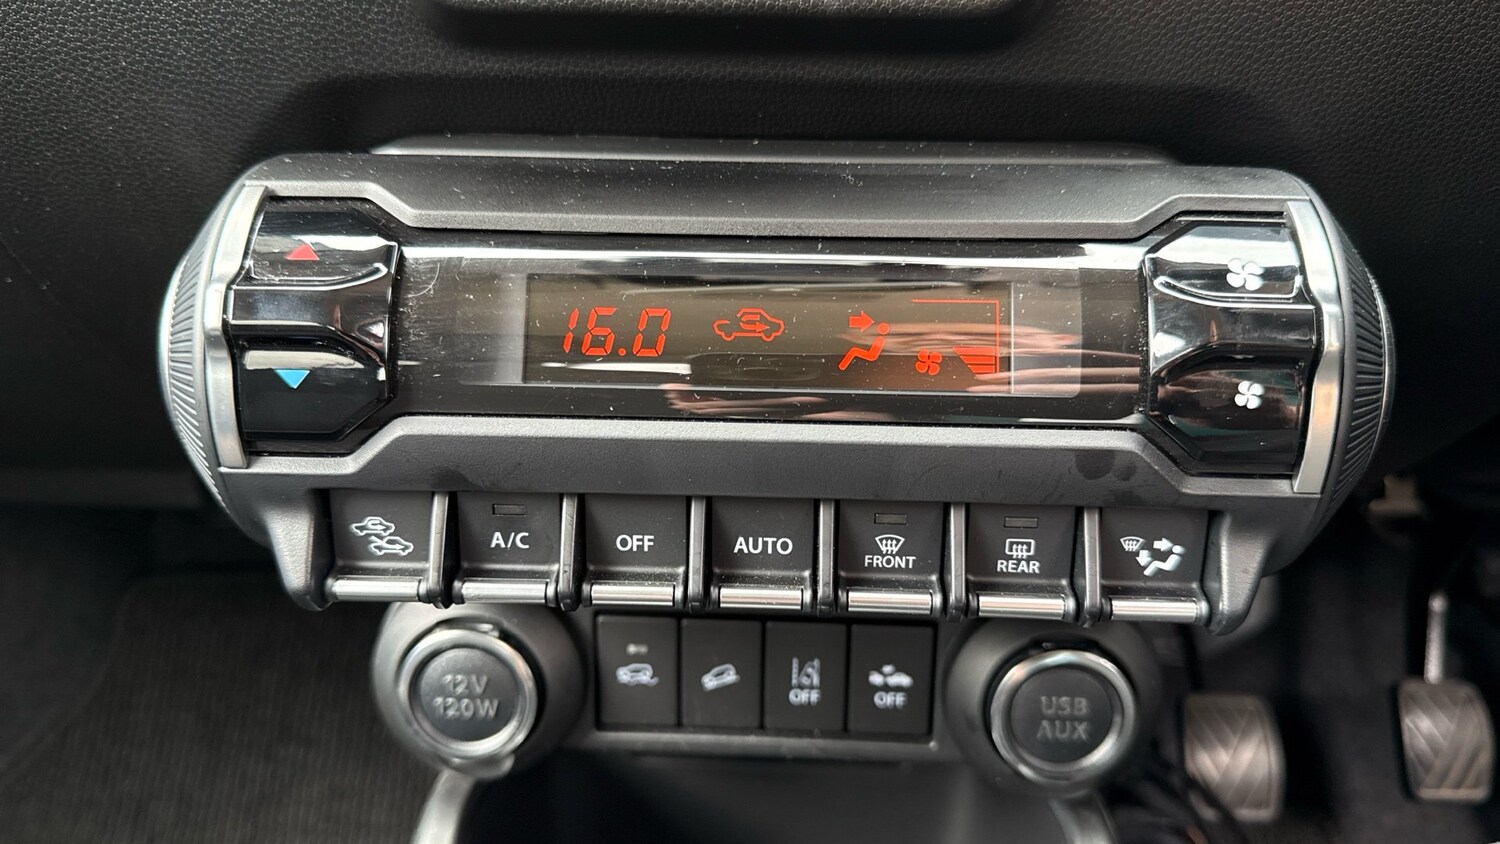 16.0
A/C
OFF
AUTO
FRONT
REAR
12V
120W
OFF
OFF
USB
AUX